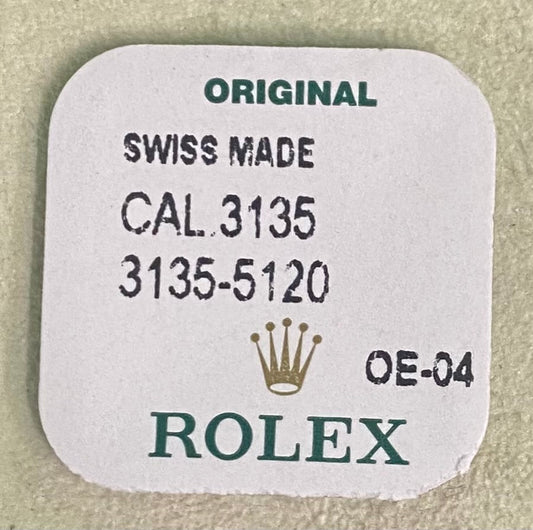 ORIGINAL
SWISS MADE
CAL.3135
3135-5120
OE-04
ROLEX